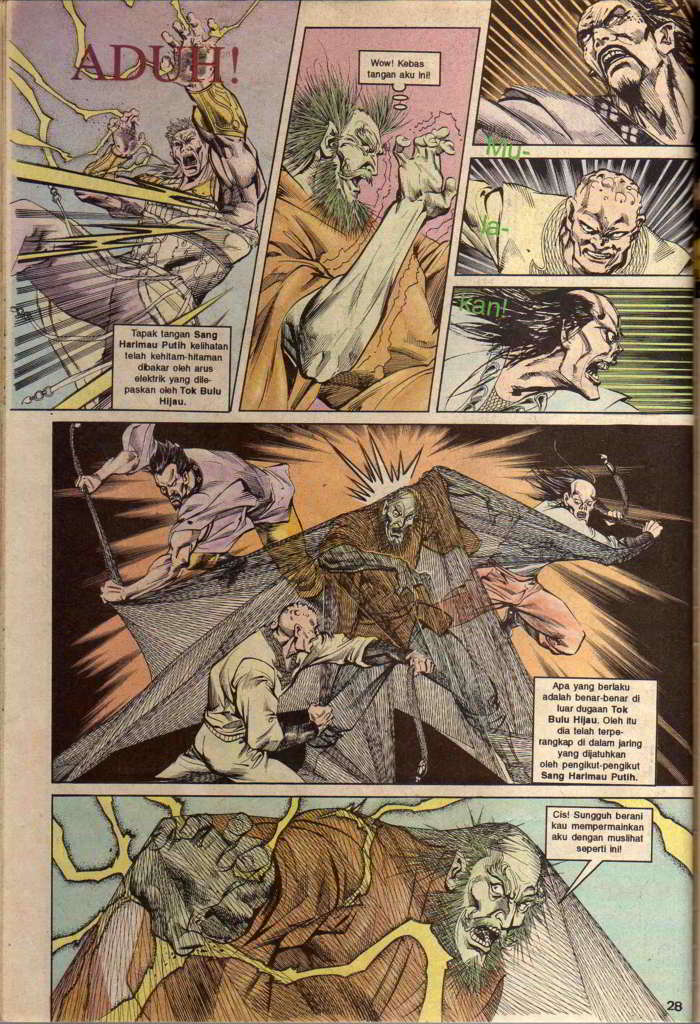 ADUH!
Wow! Kebas
tangan aku ini!
Mu-
la-
kan!
Tapak tangan Sang
Harimau Putih kelihatan
telah kehitam-hitaman
dibakar oleh arus
elektrik yang dile-
paskan oleh Tok Bulu
Hijau.
Apa yang berlaku
adalah benar-benar di
luar dugaan Tok
Bulu Hijau. Oleh itu
dia telah terpe-
rangkap di dalam jaring
yang dijatuhkan
oleh pengikut-pengikut
Sang Harimau Putih.
Cis! Sungguh berani
kau mempermainkan
aku dengan muslihat
seperti ini!
28